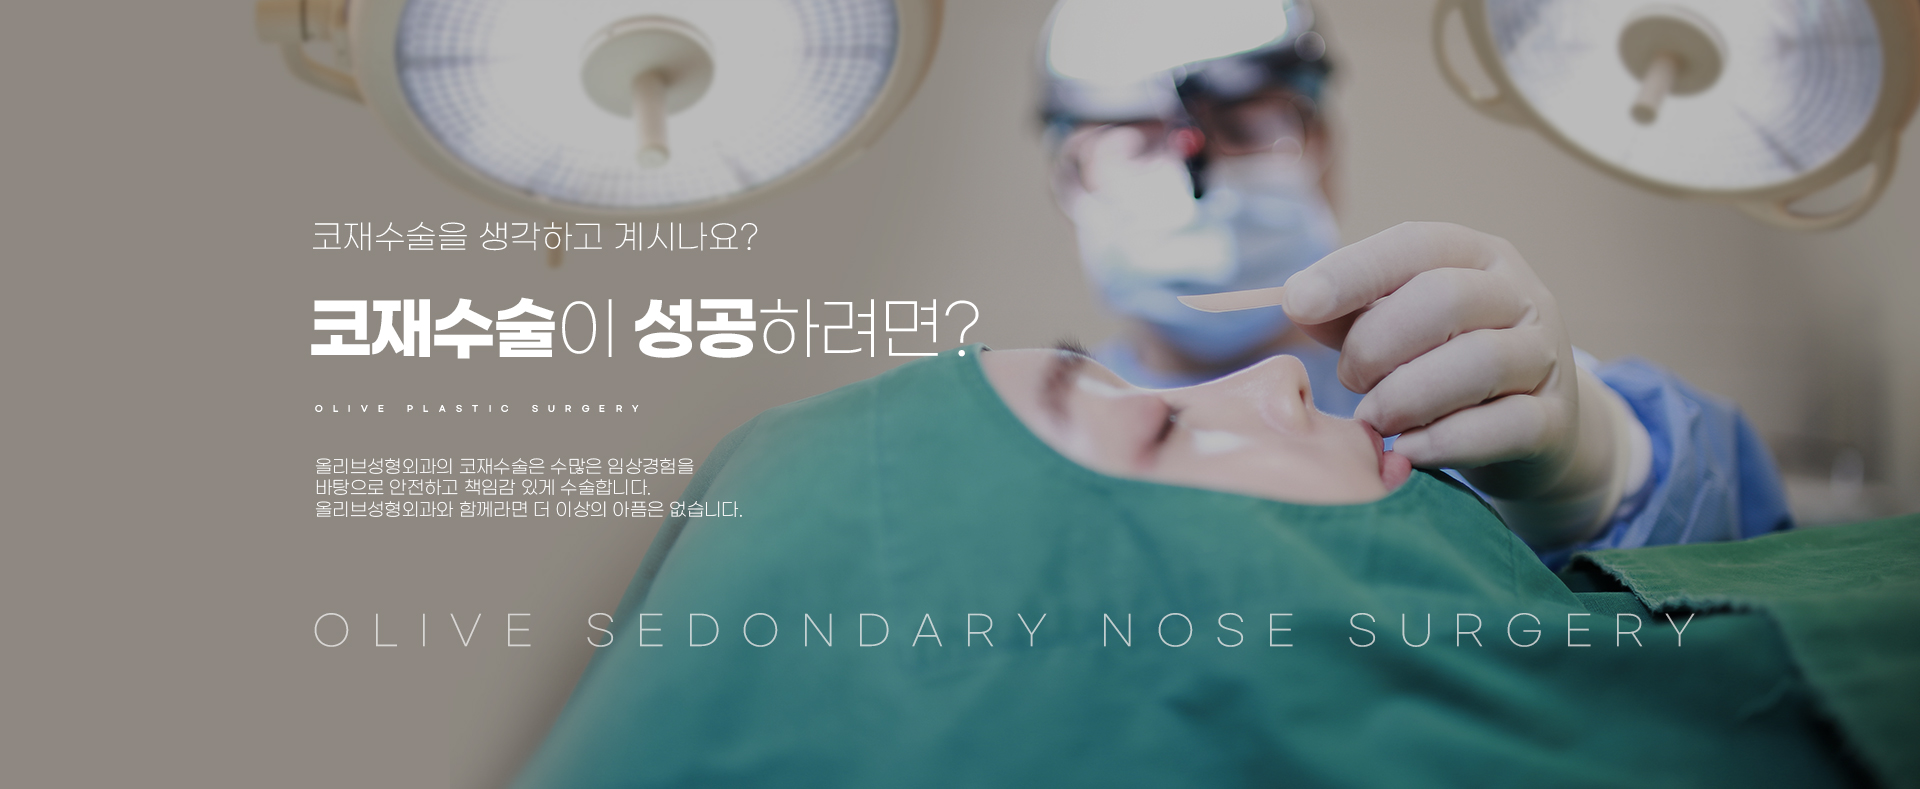 코재수술을 생각하고 계시나요?
코재수술이 성공하려면?
OLIVE PLASTIC SURGERY
올리브성형외과의 코재수술은 수많은 임상경험을
바탕으로 안전하고 책임감 있게 수술합니다.
올리브성형외과와 함께라면 더 이상의 아픔은 없습니다.
OLIVE SEDONDARY NOSE SURGERY